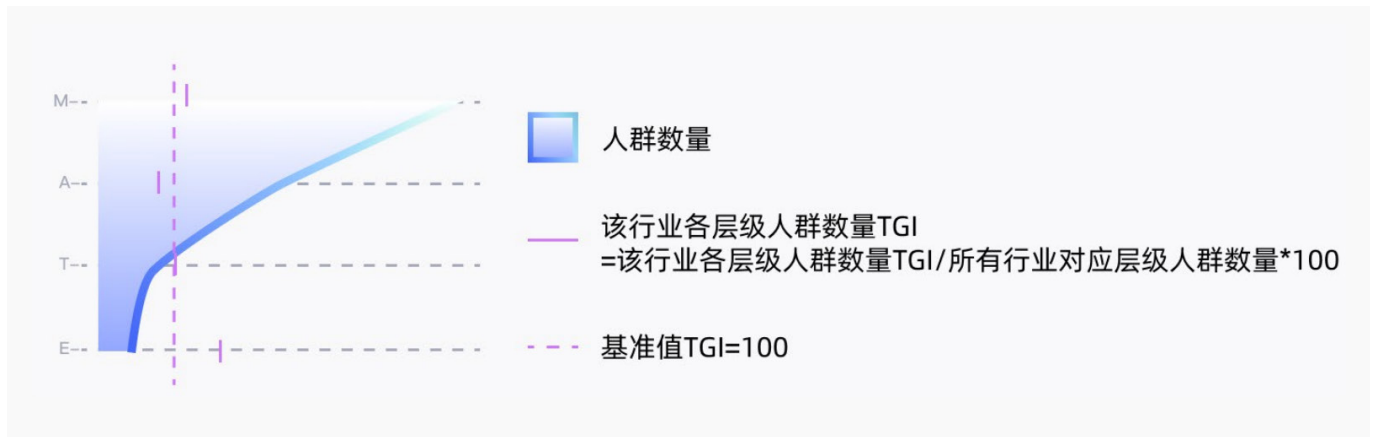 M
A
T
E
人群数量
该行业各层级人群数量TGI
=该行业各层级人群数量TGI/所有行业对应层级人群数量*100
基准值TGI=100